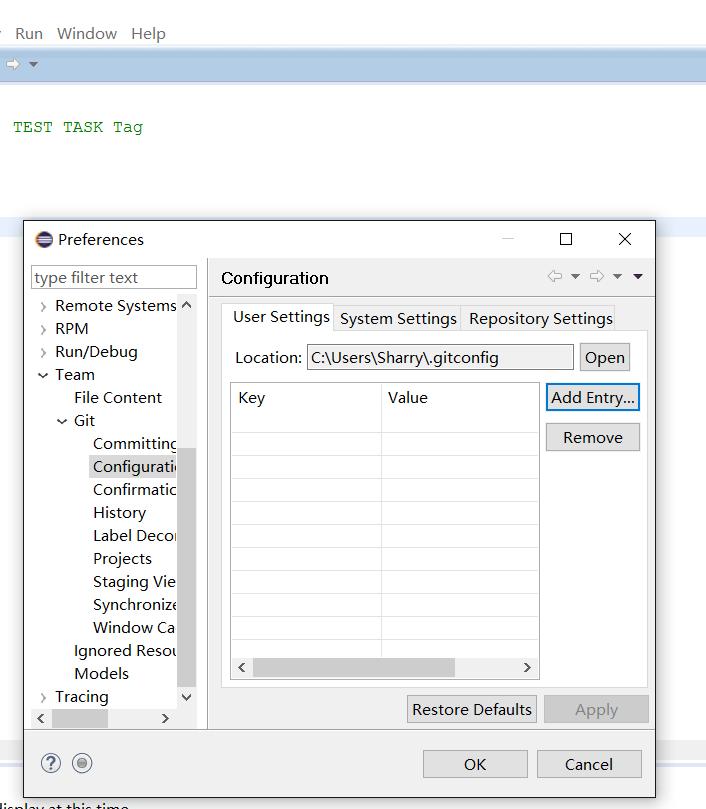 Run Window Help
TEST TASK Tag
Preferences
type filter text
Configuration
Remote Systems
RPM
Run/Debug
Team
File Content
Git
Committing
Configurati
Confirmatic
History
Label Deco
Projects
Staging Vie
Synchronize
Window Ca
Ignored Resou
Models
Tracing
User Settings System Settings Repository Settings
Location: C:\Users\Sharry\.gitconfig Open
Key Value Add Entry...
Remove
Restore Defaults Apply
OK Cancel
display at this time.